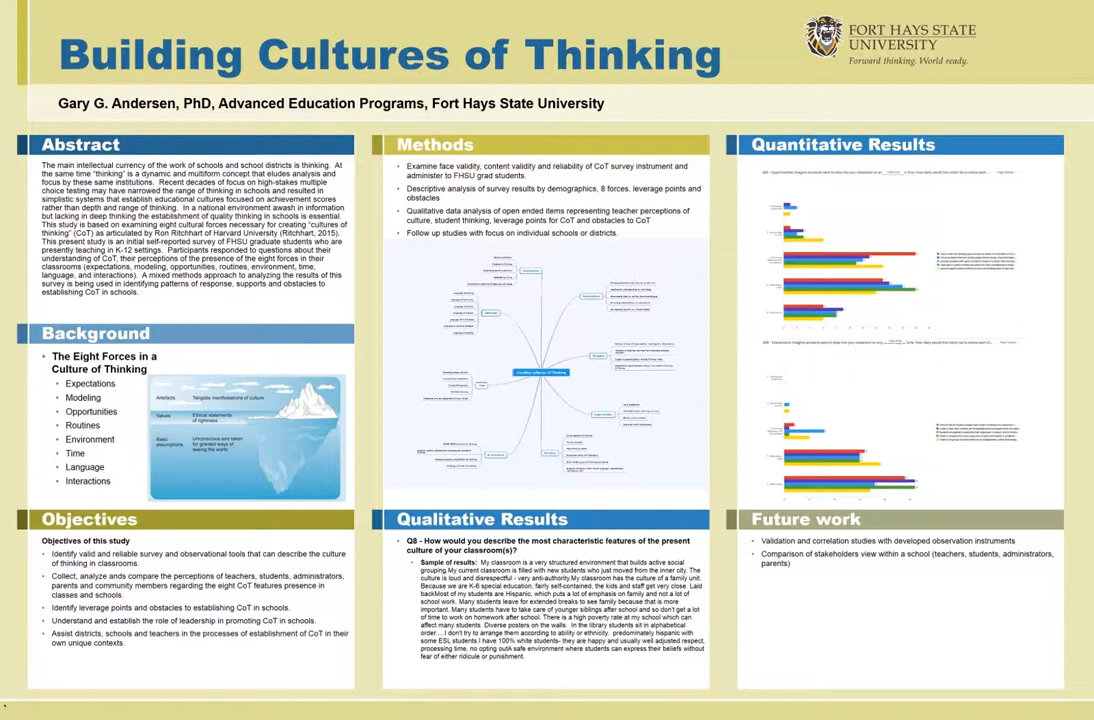 Building Cultures of Thinking
FORT HAYS STATE
UNIVERSITY
Forward thinking. World ready.
Gary G. Andersen, PhD, Advanced Education Programs, Fort Hays State University
Abstract
The main intellectual currency of the work of schools and school districts is thinking. At
the same time “thinking” is a dynamic and multiform concept that eludes analysis and
focus by these same institutions. Recent decades of focus on high-stakes multiple
choice testing may have narrowed the range of thinking in schools and resulted in
simplistic systems that establish educational cultures focused on achievement scores
rather than depth and range of thinking. In a national environment awash in information
but lacking in deep thinking the establishment of quality thinking in schools is essential.
This study is based on examining eight cultural forces necessary for creating “cultures of
thinking” (CoT) as articulated by Ron Ritchhart of Harvard University (Ritchhart, 2015).
This present study is an initial self-reported survey of FHSU graduate students who are
presently teaching in K-12 settings. Participants responded to questions about their
understanding of CoT, their perceptions of the presence of the eight forces in their
classrooms (expectations, modeling, opportunities, routines, environment, time,
language, and interactions). A mixed methods approach to analyzing the results of this
survey is being used in identifying patterns of response, supports and obstacles to
establishing CoT in schools.
Background
• The Eight Forces in a
Culture of Thinking
• Expectations
• Modeling
• Opportunities
• Routines
• Environment
• Time
• Language
• Interactions
Artefacts Tangible manifestations of culture
Values Ethical statements
of rightness
Basic Unconscious and taken
assumptions for granted ways of
seeing the world
Objectives
Objectives of this study
• Identify valid and reliable survey and observational tools that can describe the culture
of thinking in classrooms.
• Collect, analyze ands compare the perceptions of teachers, students, administrators,
parents and community members regarding the eight CoT features presence in
classes and schools.
• Identify leverage points and obstacles to establishing CoT in schools.
• Understand and establish the role of leadership in promoting CoT in schools.
• Assist districts, schools and teachers in the processes of establishment of CoT in their
own unique contexts.
Methods
• Examine face validity, content validity and reliability of CoT survey instrument and
administer to FHSU grad students.
• Descriptive analysis of survey results by demographics, 8 forces, leverage points and
obstacles
• Qualitative data analysis of open ended items representing teacher perceptions of
culture, student thinking, leverage points for CoT and obstacles to CoT
• Follow up studies with focus on individual schools or districts.
Creating cultures of Thinking
Qualitative Results
• Q8 - How would you describe the most characteristic features of the present
culture of your classroom(s)?
• Sample of results: My classroom is a very structured environment that builds active social
grouping.My current classroom is filled with new students who just moved from the inner city. The
culture is loud and disrespectful - very anti-authority.My classroom has the culture of a family unit.
Because we are K-6 special education, fairly self-contained, the kids and staff get very close. Laid
backMost of my students are Hispanic, which puts a lot of emphasis on family and not a lot of
school work. Many students leave for extended breaks to see family because that is more
important. Many students have to take care of younger siblings after school and so don't get a lot
of time to work on homework after school. There is a high poverty rate at my school which can
affect many students. Diverse posters on the walls. In the library students sit in alphabetical
order....I don't try to arrange them according to ability or ethnicity. predominately hispanic with
some ESL students.I have 100% white students- they are happy and usually well adjusted respect,
processing time, no opting outA safe environment where students can express their beliefs without
fear of either ridicule or punishment.
Quantitative Results
Future work
• Validation and correlation studies with developed observation instruments
• Comparison of stakeholders view within a school (teachers, students, administrators,
parents)